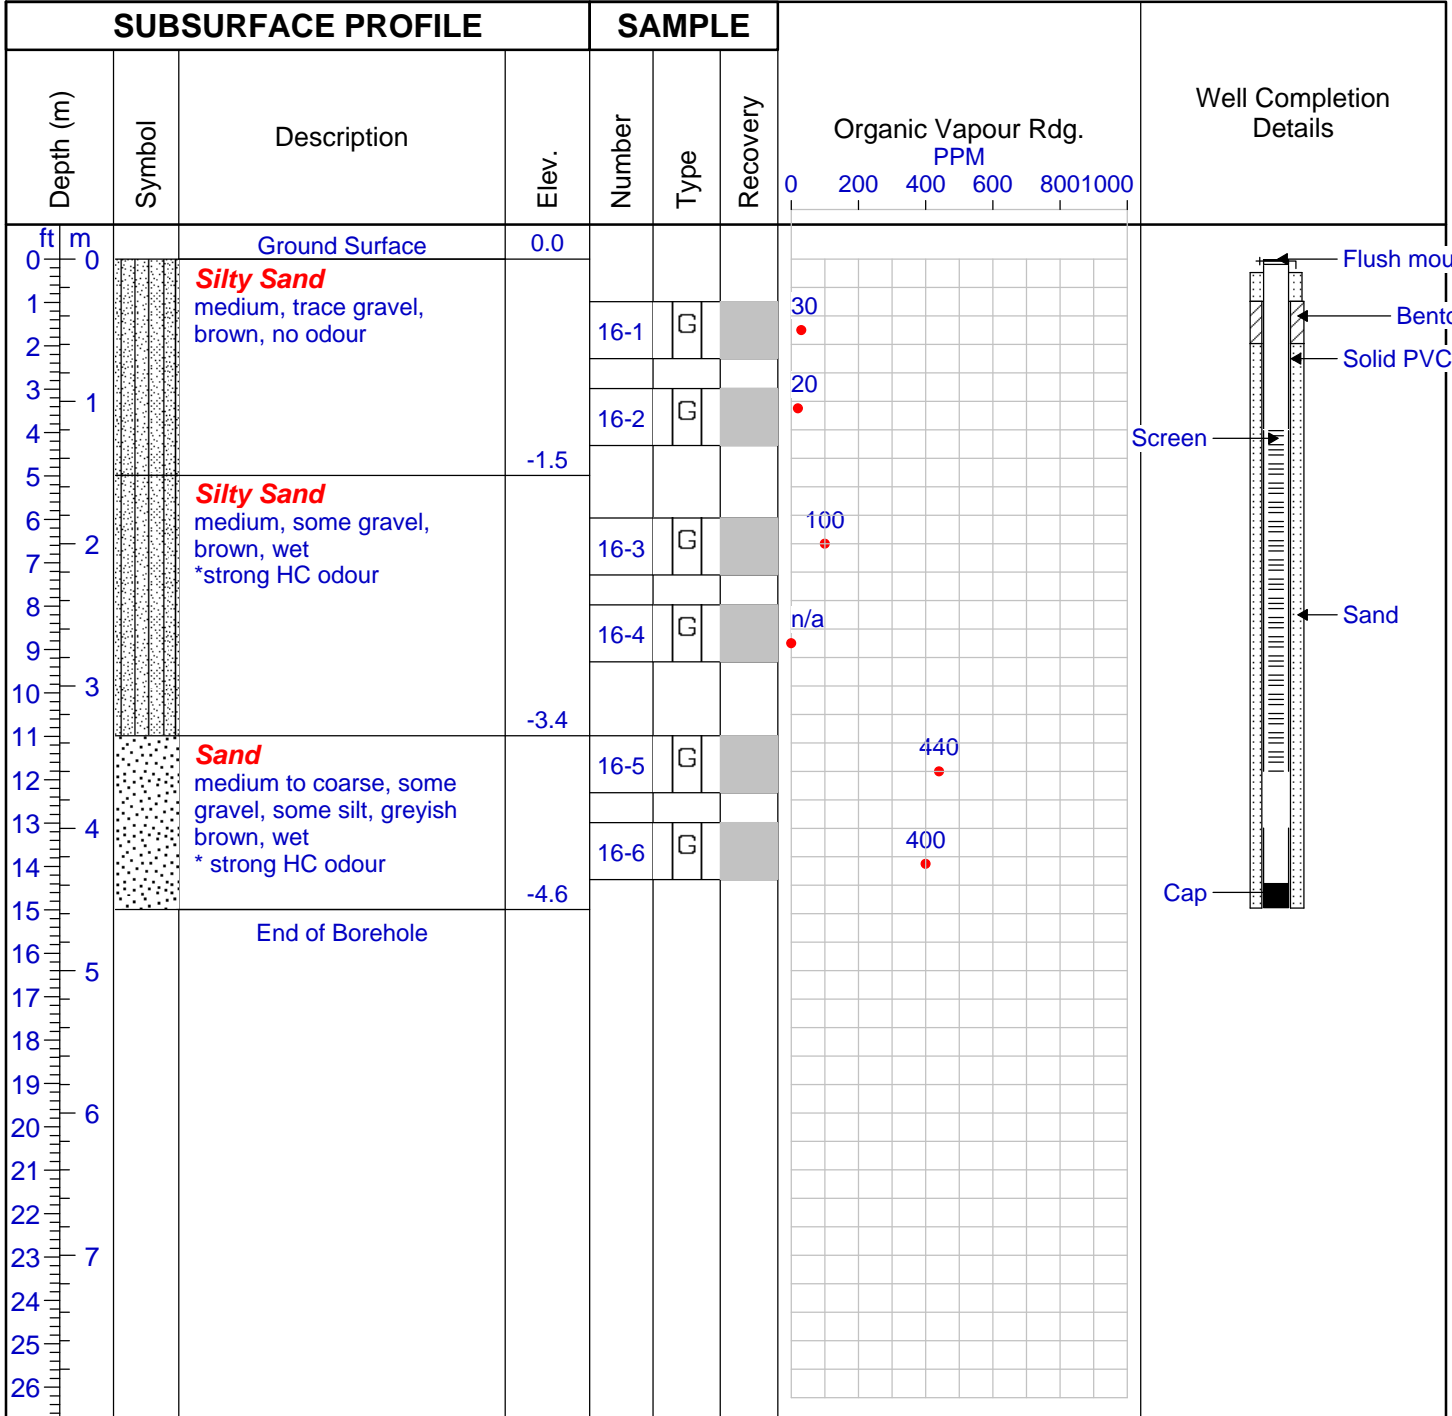 SUBSURFACE PROFILE
SAMPLE
Depth (m)
Symbol
Description
Elev.
Number
Type
Recovery
Organic Vapour Rdg.
PPM
0 200 400 600 800 1000
Well Completion
Details
ft m
Ground Surface 0.0
0 0
Silty Sand
medium, trace gravel,
brown, no odour
-1.5
Silty Sand
medium, some gravel,
brown, wet
*strong HC odour
-3.4
Sand
medium to coarse, some
gravel, some silt, greyish
brown, wet
* strong HC odour
-4.6
End of Borehole
1
2
3
4
5
6
7
8
9
10
11
12
13
14
15
16
17
18
19
20
21
22
23
24
25
26
1
2
3
4
5
6
7
16-1 G 30
16-2 G 20
16-3 G 100
16-4 G n/a
16-5 G 440
16-6 G 400
Flush mou
Bento
Solid PVC
Screen
Sand
Cap